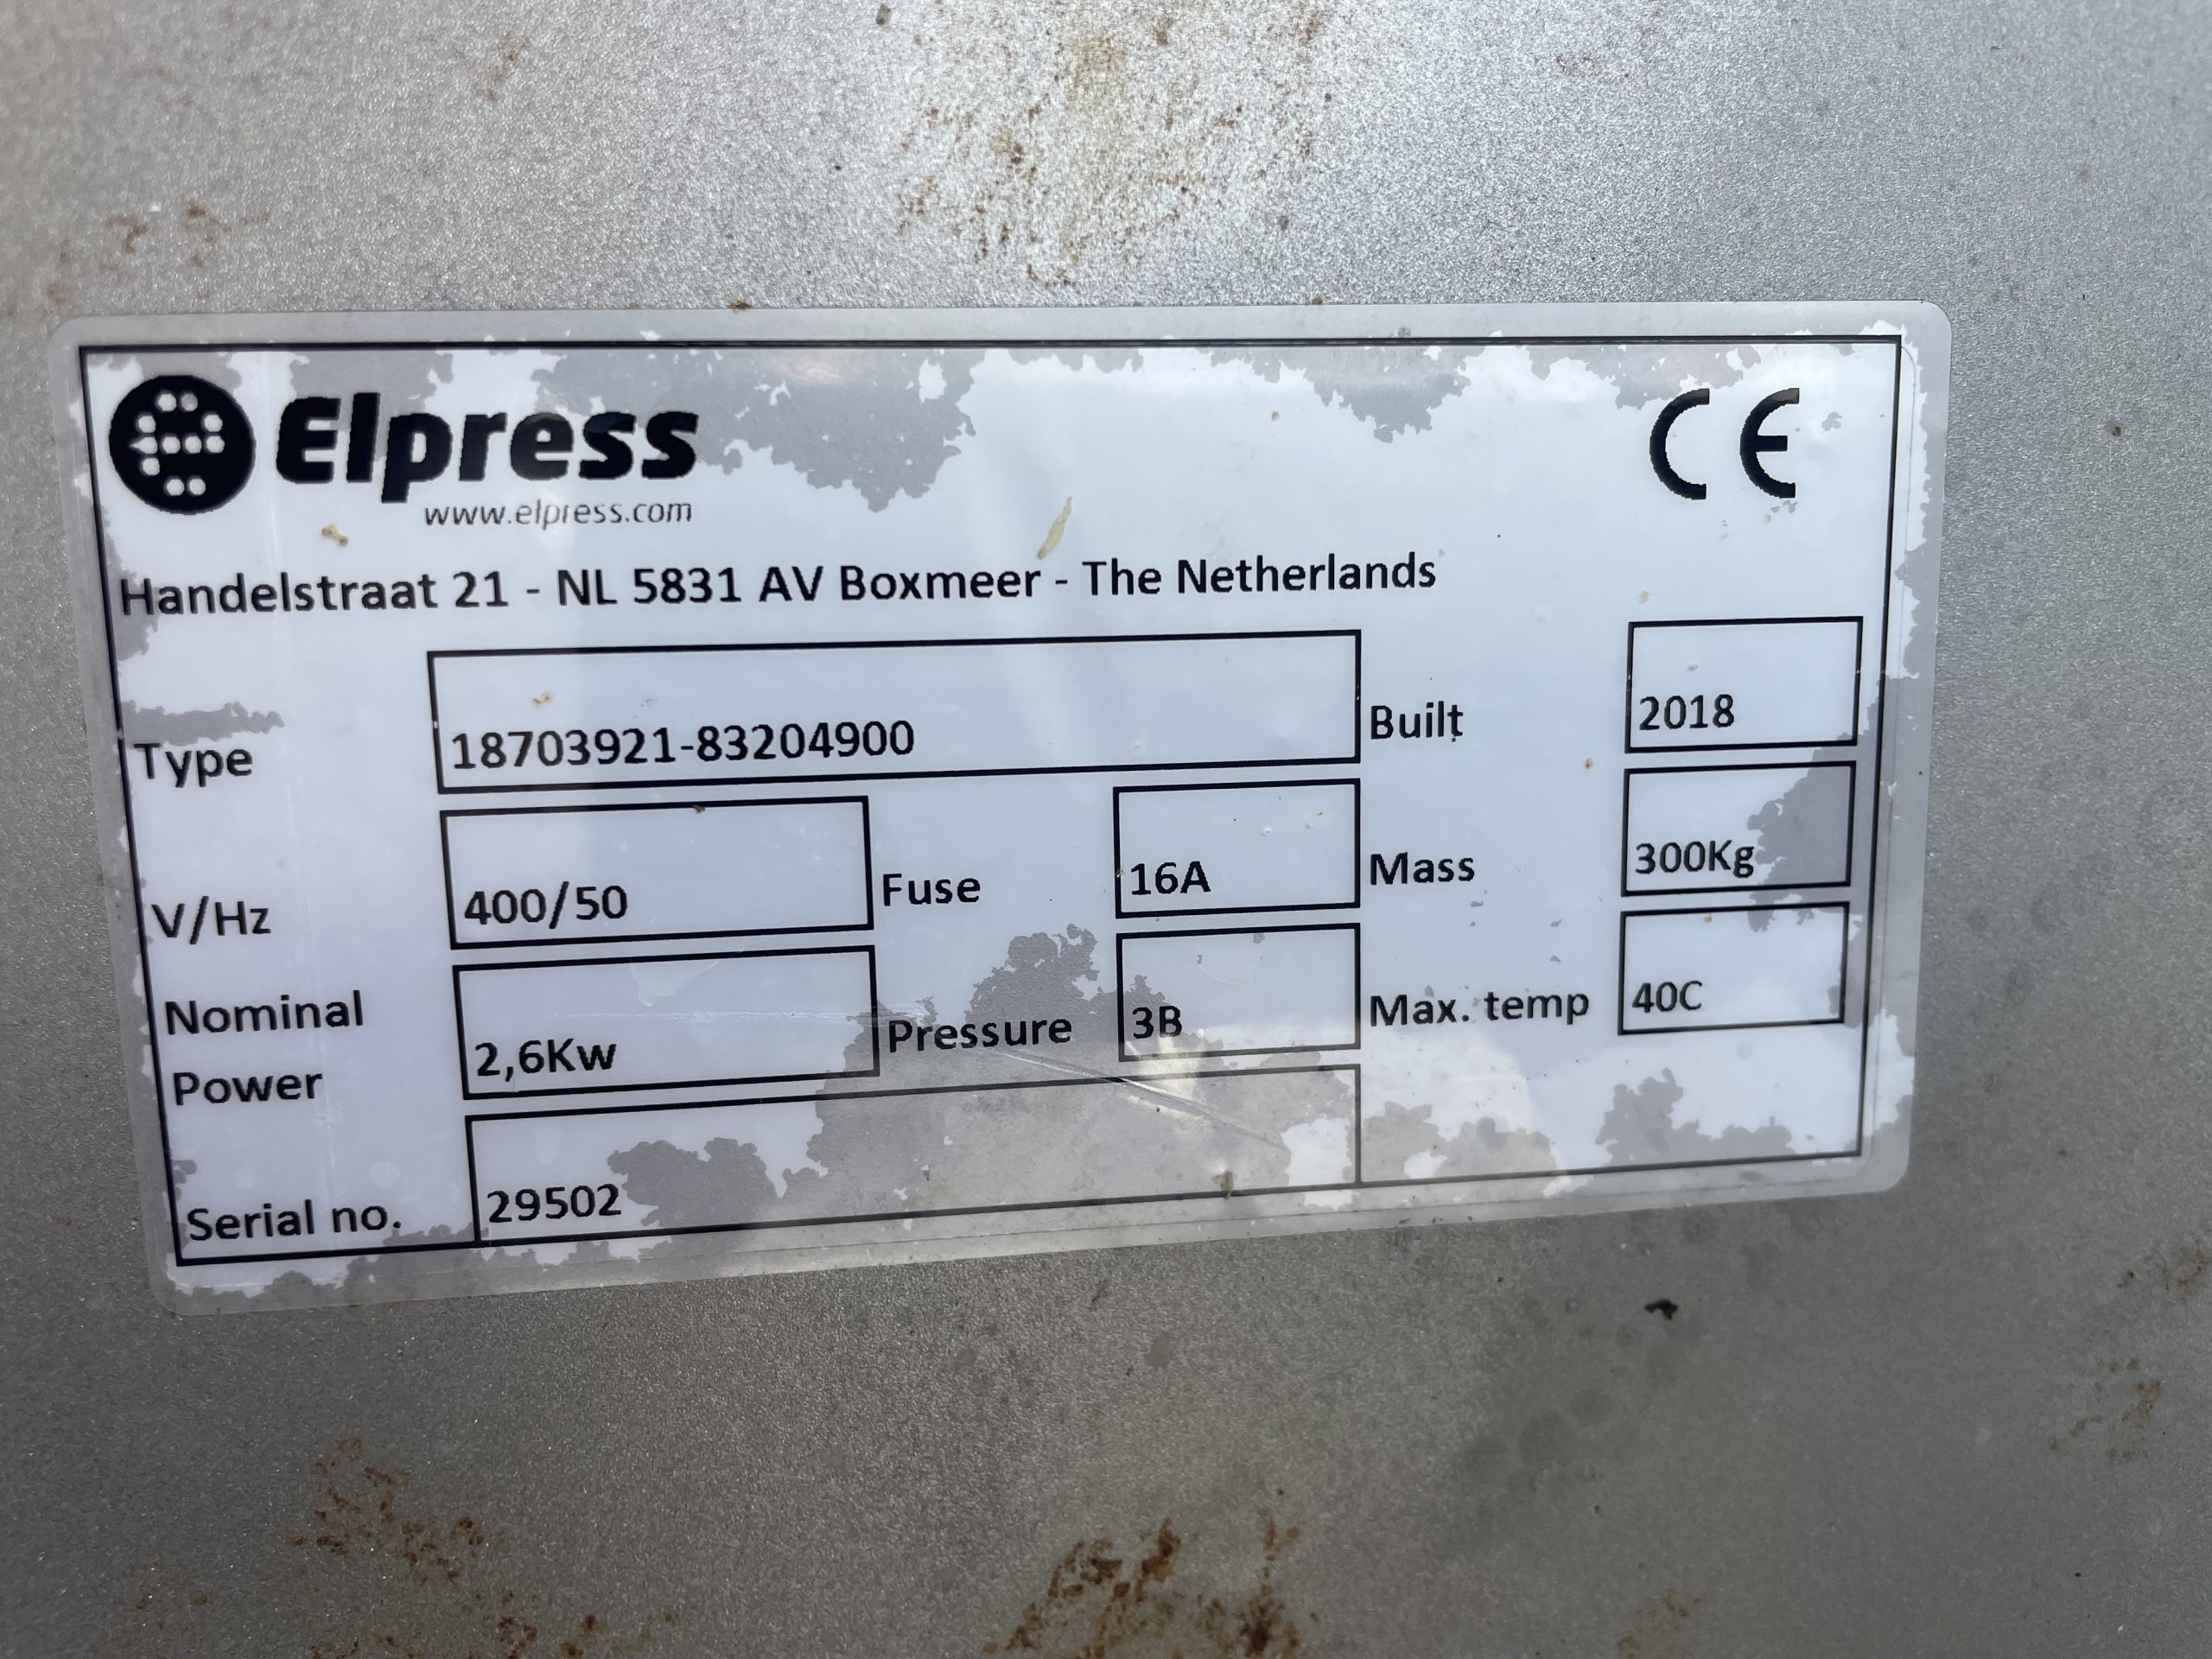 Elpress
www.elpress.com
CE
Handelstraat 21 - NL 5831 AV Boxmeer - The Netherlands
Type 18703921-83204900 Built 2018
V/Hz 400/50 Fuse 16A Mass 300Kg
Nominal Power 2,6Kw Pressure 3B Max. temp 40C
Serial no. 29502